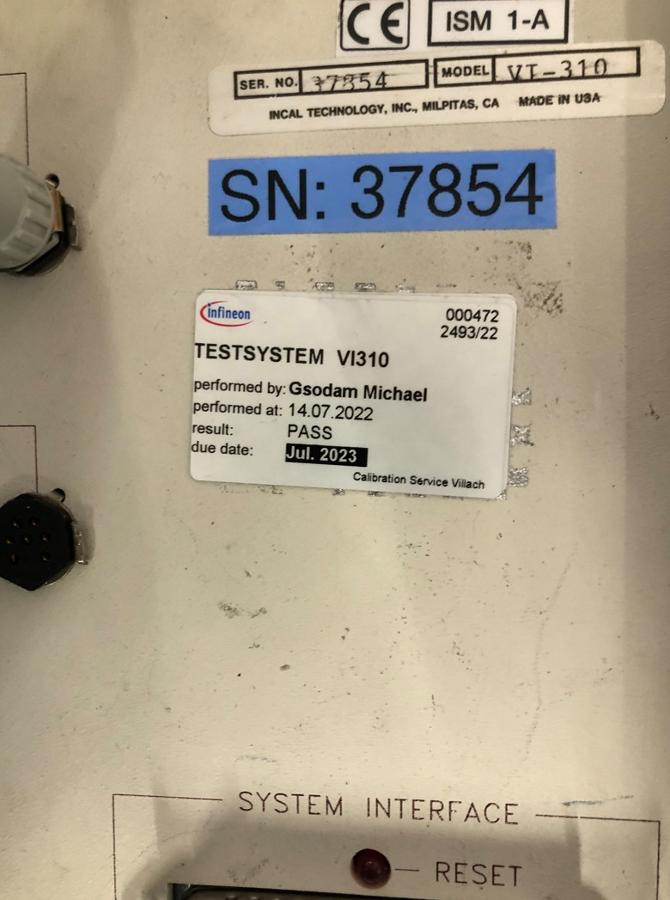 CE ISM 1-A
SER. NO. 37854 MODEL VI-310
INCAL TECHNOLOGY, INC., MILPITAS, CA MADE IN USA
SN: 37854
infineon 000472
2493/22
TESTSYSTEM VI310
performed by: Gsodam Michael
performed at: 14.07.2022
result: PASS
due date: Jul. 2023
Calibration Service Villach
SYSTEM INTERFACE
RESET